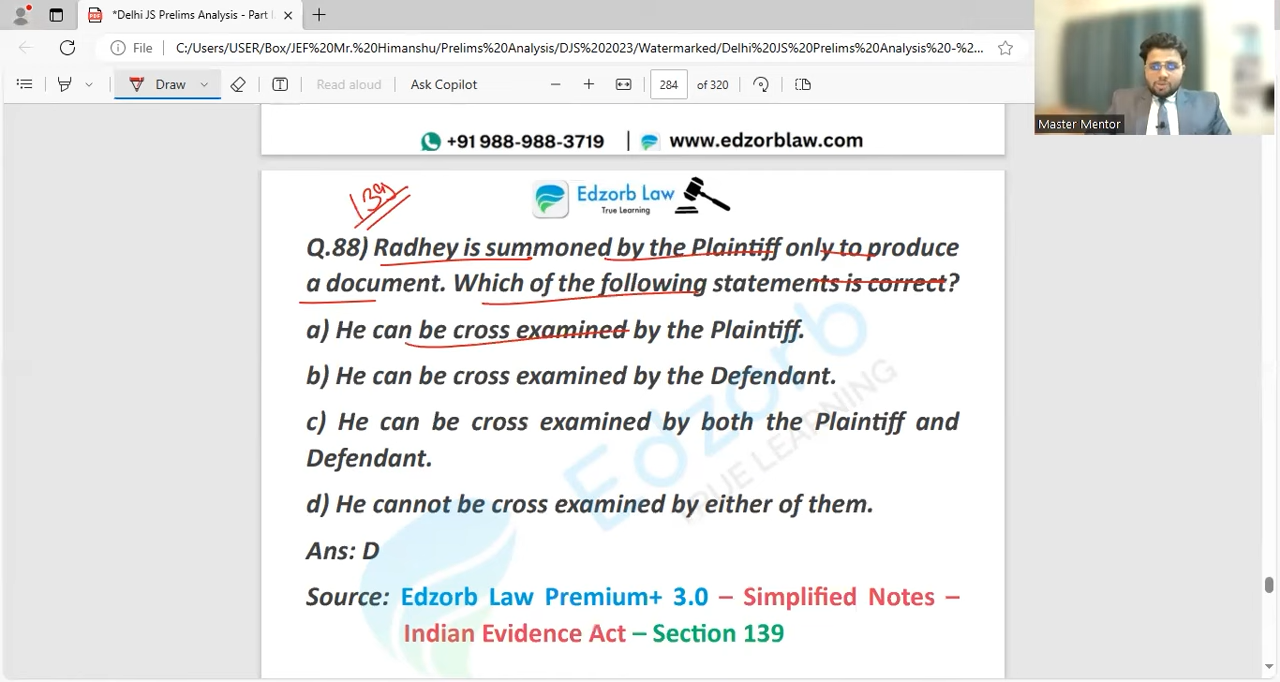 *Delhi JS Prelims Analysis - Part I
File
C:/Users/USER/Box/JEF%20Mr.%20Himanshu/Prelims%20Analysis/DJS%202023/Watermarked/Delhi%20JS%20Prelims%20Analysis%20-%2...
Draw
Read aloud
Ask Copilot
284 of 320
Master Mentor
+91 988-988-3719 | www.edzorblaw.com
139
Edzorb Law
True Learning
Q.88) Radhey is summoned by the Plaintiff only to produce
a document. Which of the following statements is correct?
a) He can be cross examined by the Plaintiff.
b) He can be cross examined by the Defendant.
c) He can be cross examined by both the Plaintiff and
Defendant.
d) He cannot be cross examined by either of them.
Ans: D
Source: Edzorb Law Premium+ 3.0 – Simplified Notes –
Indian Evidence Act – Section 139
Edzorb
TRUE LEARNING